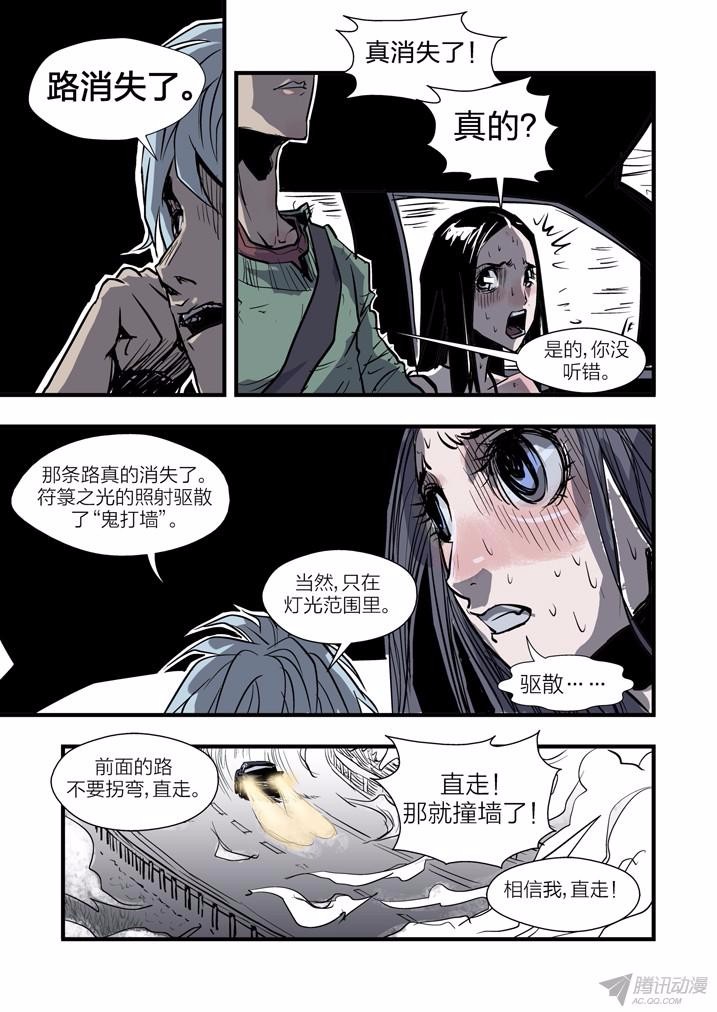 路消失了。
真消失了！
真的？
是的，你没
听错。
那条路真的消失了。
符箓之光的照射驱散
了“鬼打墙”。
当然，只在
灯光范围里。
驱散……
前面的路
不要拐弯，直走。
直走！
那就撞墙了！
相信我，直走！
腾讯动漫
AC.QQ.COM